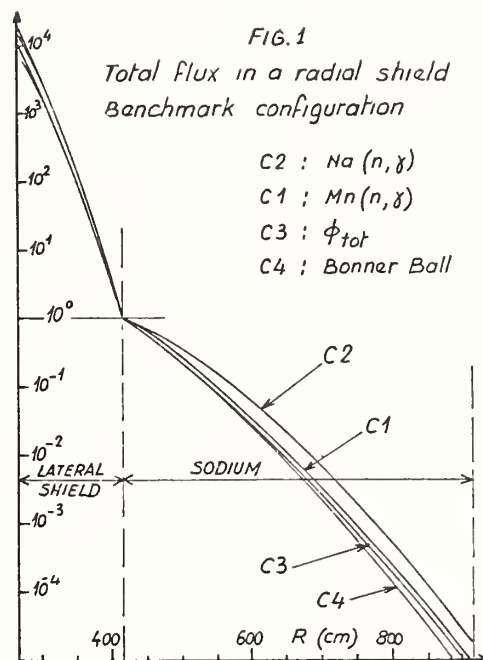 FIG. 1
Total flux in a radial shield
Benchmark configuration
C2 : Na (n, γ)
C1 : Mn (n, γ)
C3 : ϕtot
C4 : Bonner Ball
10⁴
10³
10²
10¹
10⁰
10⁻¹
10⁻²
10⁻³
10⁻⁴
C2
C1
C3
C4
LATERAL
SHIELD
SODIUM
400 600 R (cm) 800